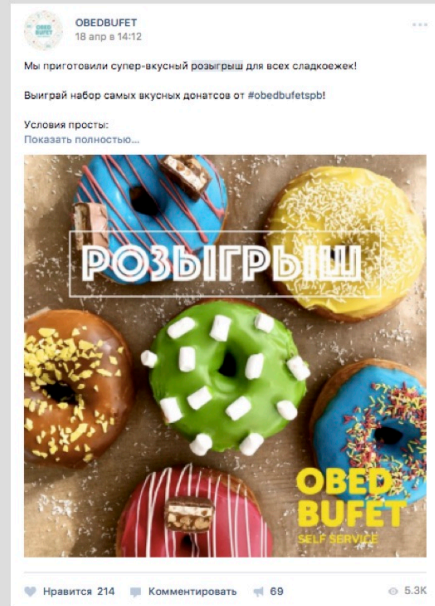 OBEDBUFET
18 апр в 14:12
Мы приготовили супер-вкусный розыгрыш для всех сладкоежек!
Выиграй набор самых вкусных донатсов от #obedbufetspb!
Условия просты:
Показать полностью...
РОЗЫГРЫШ
OBED
BUFET
SELF SERVICE
Нравится 214 Комментировать 69 5.3K